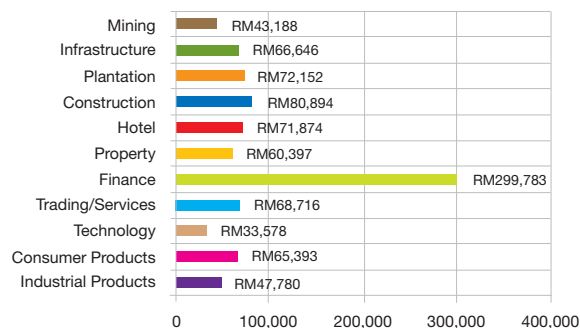 Mining RM43,188
Infrastructure RM66,646
Plantation RM72,152
Construction RM80,894
Hotel RM71,874
Property RM60,397
Finance RM299,783
Trading/Services RM68,716
Technology RM33,578
Consumer Products RM65,393
Industrial Products RM47,780
0 100,000 200,000 300,000 400,000